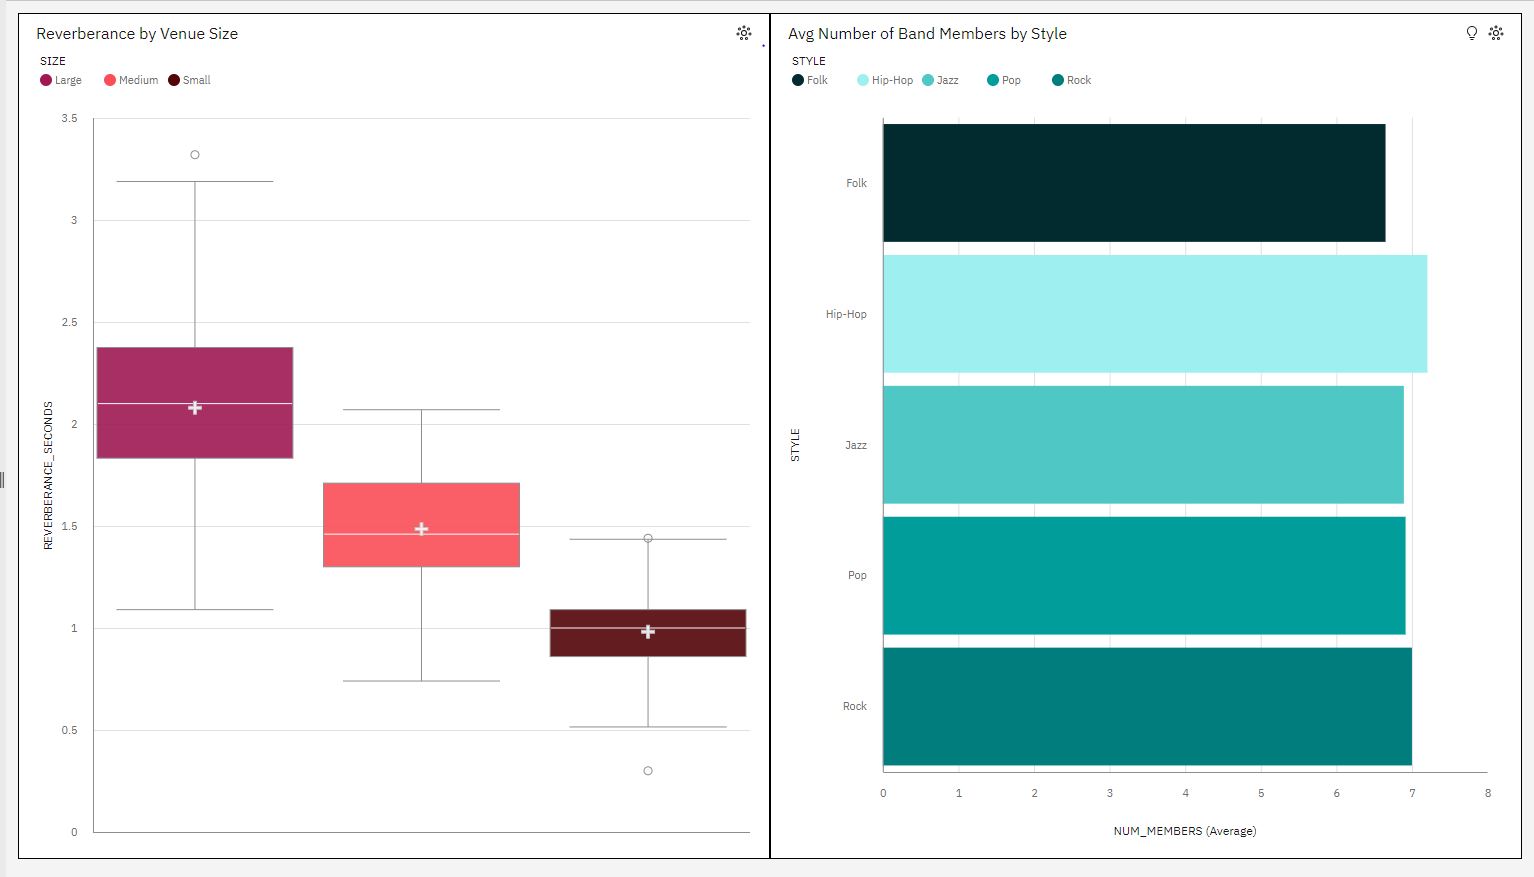 Reverberance by Venue Size
SIZE
Large Medium Small
3.5
3
2.5
2
1.5
1
0.5
0
REVERBERANCE_SECONDS
Avg Number of Band Members by Style
STYLE
Folk Hip-Hop Jazz Pop Rock
STYLE
Folk
Hip-Hop
Jazz
Pop
Rock
0 1 2 3 4 5 6 7 8
NUM_MEMBERS (Average)